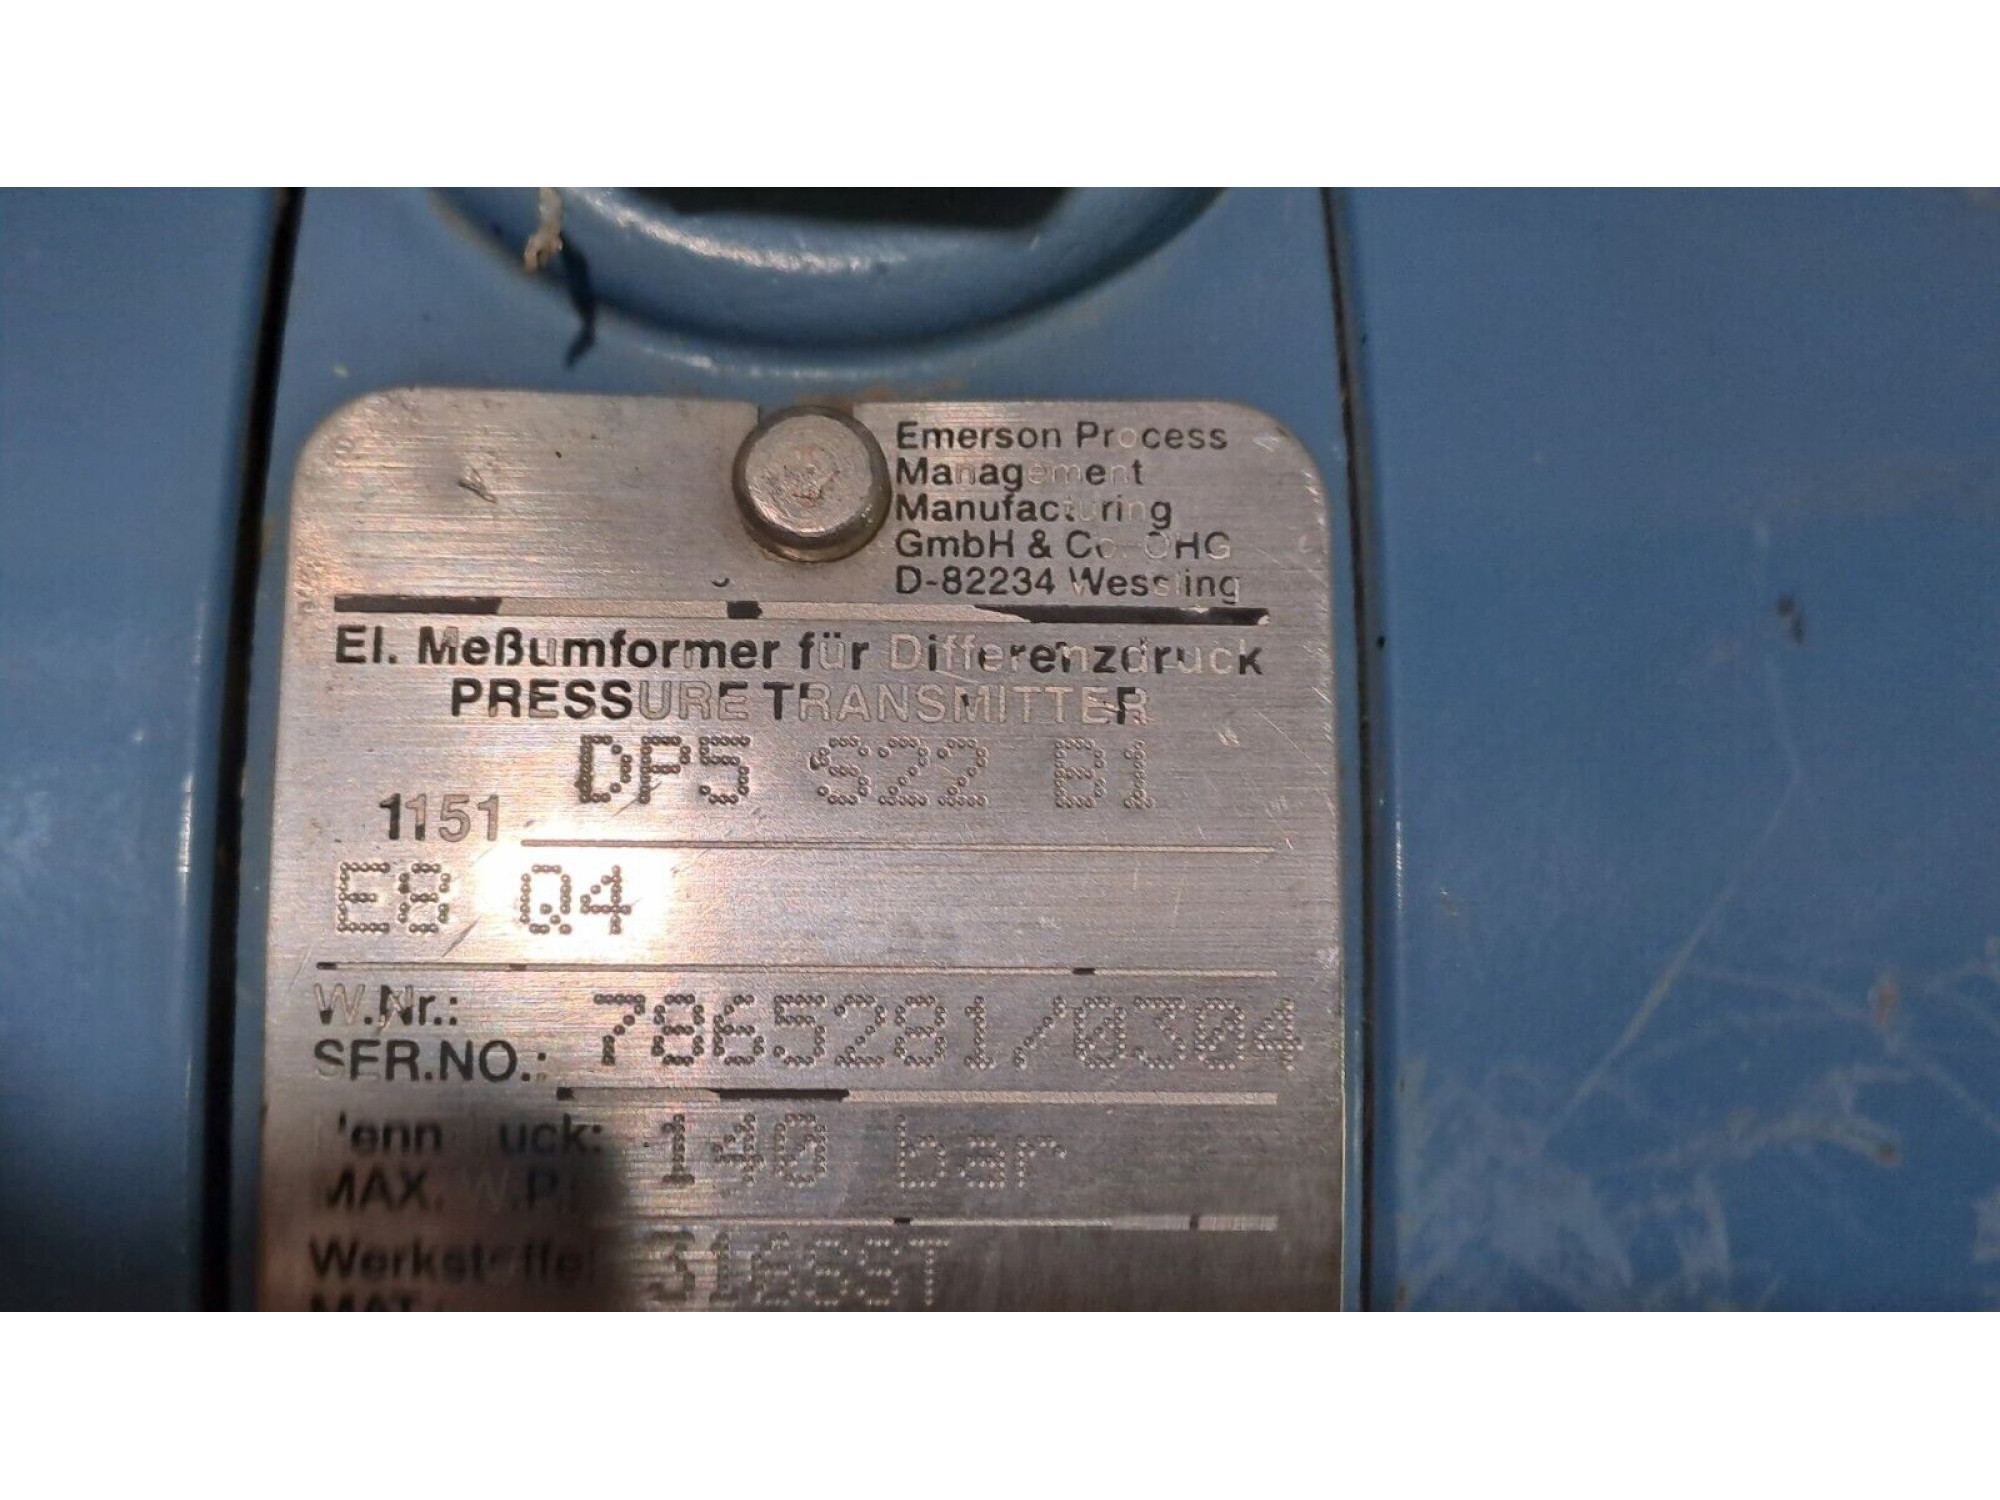 Emerson Process
Management
Manufacturing
GmbH & Co. OHG
D-82234 Wessling
El. Meßumformer für Differenzdruck
PRESSURE TRANSMITTER
1151 DP5 S22 B1
E8 Q4
W.Nr.:
SER.NO.: 7865281/0304
140 bar
MAX. W.P.:
316SST